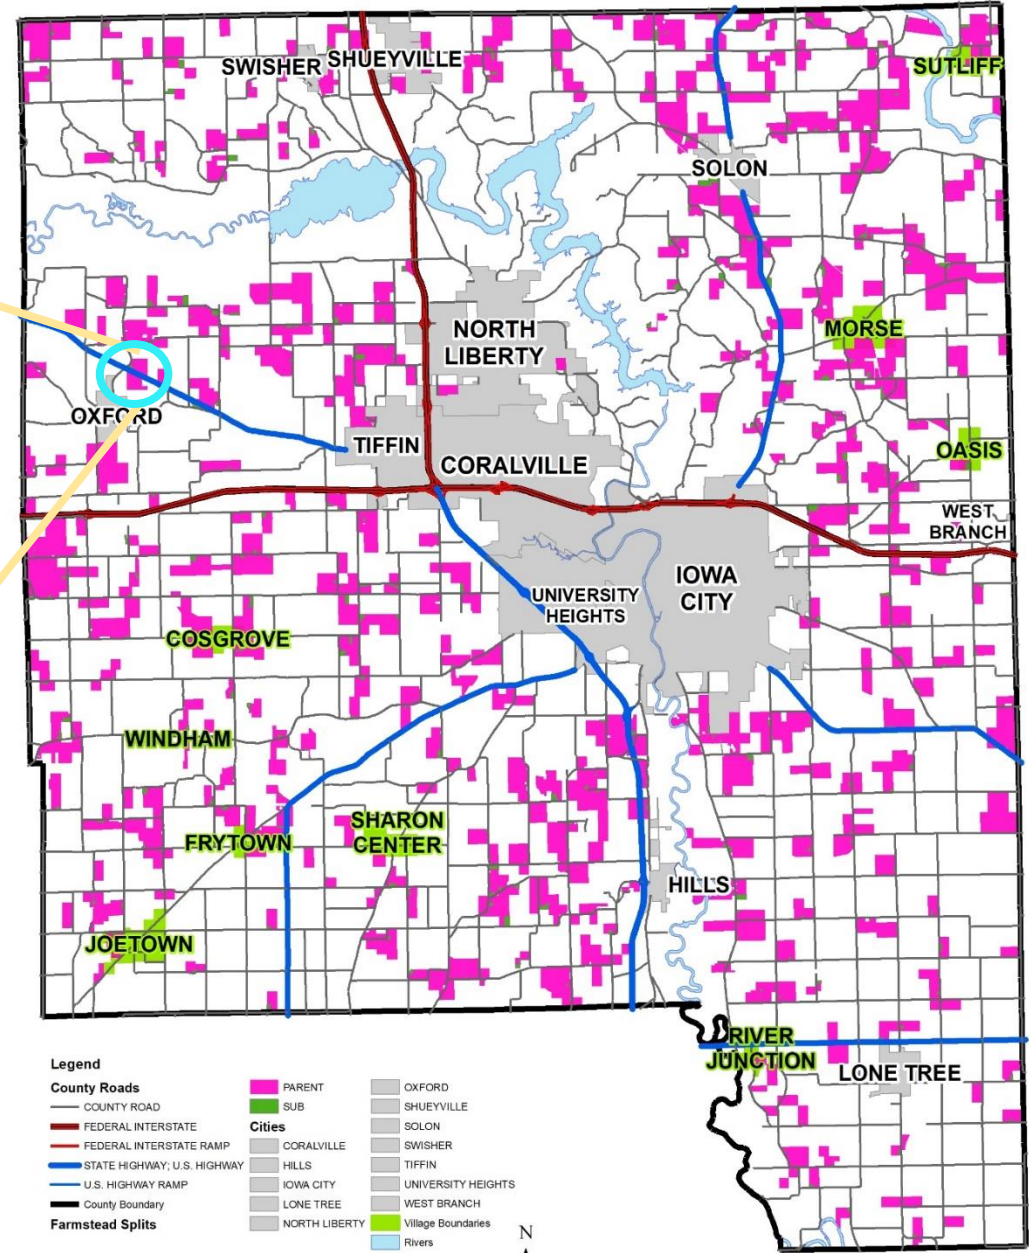 SWISHER
SHUEYVILLE
SUTLIFF
SOLON
NORTH
LIBERTY
MORSE
OXFORD
TIFFIN
CORALVILLE
OASIS
WEST
BRANCH
IOWA
CITY
UNIVERSITY
HEIGHTS
COSGROVE
WINDHAM
FRYTOWN
SHARON
CENTER
HILLS
JOETOWN
RIVER
JUNCTION
LONE TREE
Legend
County Roads
COUNTY ROAD
FEDERAL INTERSTATE
FEDERAL INTERSTATE RAMP
STATE HIGHWAY; U.S. HIGHWAY
U.S. HIGHWAY RAMP
County Boundary
Farmstead Splits
PARENT
SUB
Cities
CORALVILLE
HILLS
IOWA CITY
LONE TREE
NORTH LIBERTY
OXFORD
SHUEYVILLE
SOLON
SWISHER
TIFFIN
UNIVERSITY HEIGHTS
WEST BRANCH
Village Boundaries
Rivers
N